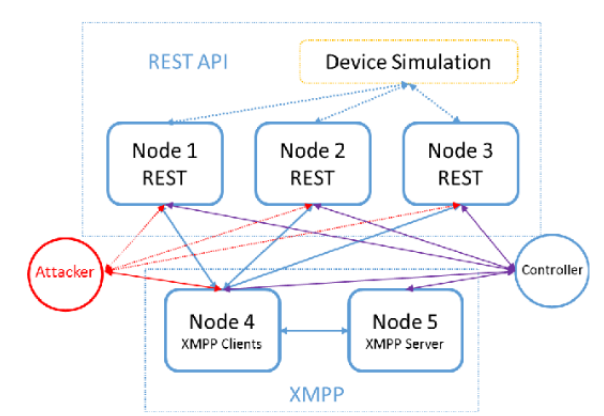 REST API
Device Simulation
Node 1
REST
Node 2
REST
Node 3
REST
Attacker
Controller
Node 4
XMPP Clients
Node 5
XMPP Server
XMPP